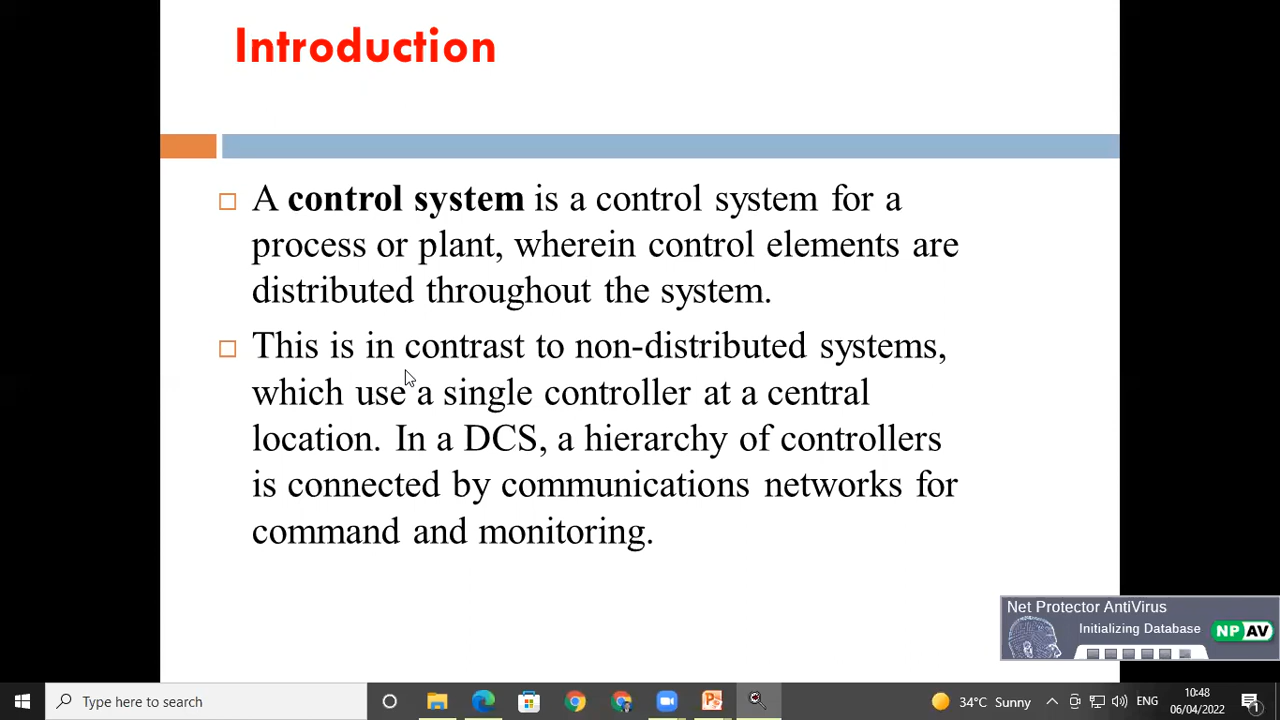 Introduction
A control system is a control system for a
process or plant, wherein control elements are
distributed throughout the system.
This is in contrast to non-distributed systems,
which use a single controller at a central
location. In a DCS, a hierarchy of controllers
is connected by communications networks for
command and monitoring.
Net Protector AntiVirus
Initializing Database
NP AV
Type here to search
34°C Sunny
ENG
10:48
06/04/2022
1